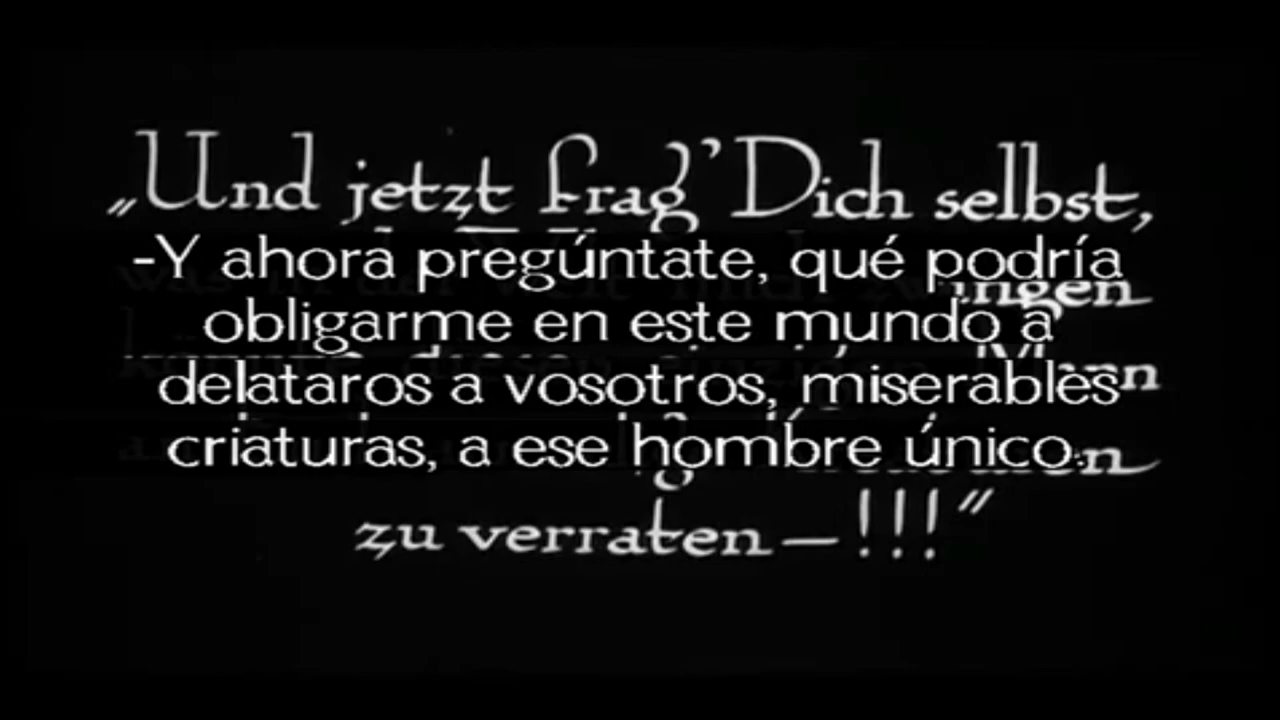 „Und jetzt frag' Dich selbst,
-Y ahora pregúntate, qué podría
obligarme en este mundo a
delataros a vosotros, miserables
criaturas, a ese hombre único.
zu verraten — !!!"